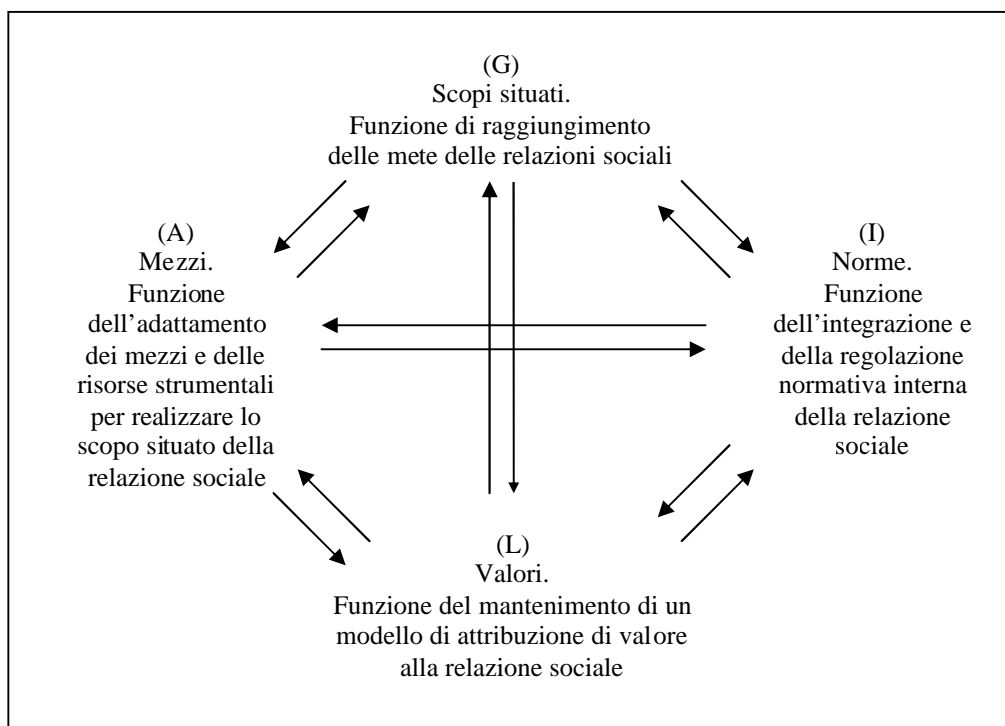 (G)
Scopi situati.
Funzione di raggiungimento
delle mete delle relazioni sociali
(A)
Mezzi.
Funzione
dell’adattamento
dei mezzi e delle
risorse strumentali
per realizzare lo
scopo situato della
relazione sociale
(I)
Norme.
Funzione
dell’integrazione e
della regolazione
normativa interna
della relazione
sociale
(L)
Valori.
Funzione del mantenimento di un
modello di attribuzione di valore
alla relazione sociale